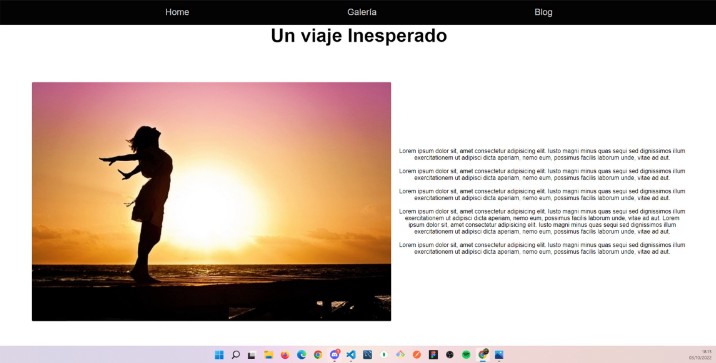 Home
Galería
Blog
Un viaje Inesperado
Lorem ipsum dolor sit, amet consectetur adipisicing elit. Iusto magni minus quas sequi sed dignissimos illum
exercitationem ut adipisci dicta aperiam, nemo eum, possimus facilis laborum unde, vitae ad aut.
Lorem ipsum dolor sit, amet consectetur adipisicing elit. Iusto magni minus quas sequi sed dignissimos illum
exercitationem ut adipisci dicta aperiam, nemo eum, possimus facilis laborum unde, vitae ad aut.
Lorem ipsum dolor sit, amet consectetur adipisicing elit. Iusto magni minus quas sequi sed dignissimos illum
exercitationem ut adipisci dicta aperiam, nemo eum, possimus facilis laborum unde, vitae ad aut.
Lorem ipsum dolor sit, amet consectetur adipisicing elit. Iusto magni minus quas sequi sed dignissimos illum
exercitationem ut adipisci dicta aperiam, nemo eum, possimus facilis laborum unde, vitae ad aut. Lorem
ipsum dolor sit, amet consectetur adipisicing elit. Iusto magni minus quas sequi sed dignissimos illum
exercitationem ut adipisci dicta aperiam, nemo eum, possimus facilis laborum unde, vitae ad aut.
Lorem ipsum dolor sit, amet consectetur adipisicing elit. Iusto magni minus quas sequi sed dignissimos illum
exercitationem ut adipisci dicta aperiam, nemo eum, possimus facilis laborum unde, vitae ad aut.